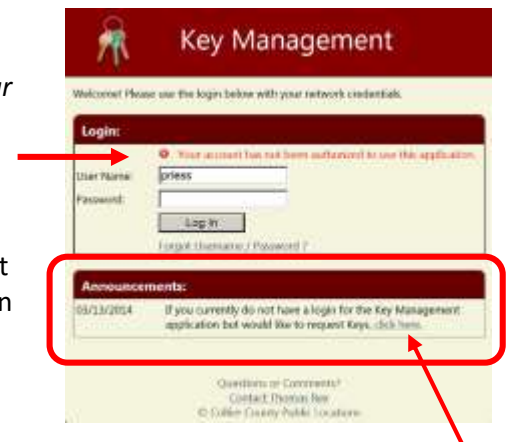 Key Management
ur
Welcome! Please use the login below with your network credentials.
Login:
Your account has not been authorized to use this application.
User Name: priess
Password:
Log In
Forgot Username / Password ?
t
n
Announcements:
03/13/2014 If you currently do not have a login for the Key Management
application but would like to request Keys, click here.
Questions or Comments?
Contact Thomas
© Collier County Public